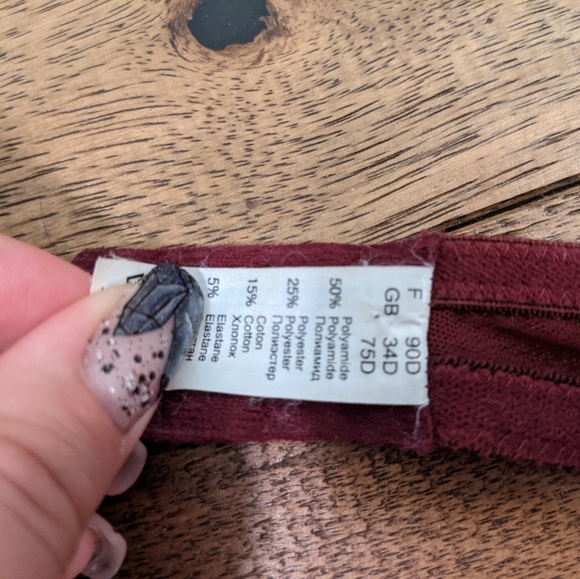 F 90D
GB 34D
75D
50% Polyamide
Polyamide
Полиамид
25% Polyester
Polyester
Полиэстер
15% Coton
Cotton
Хлопок
5% Elastane
Elastane